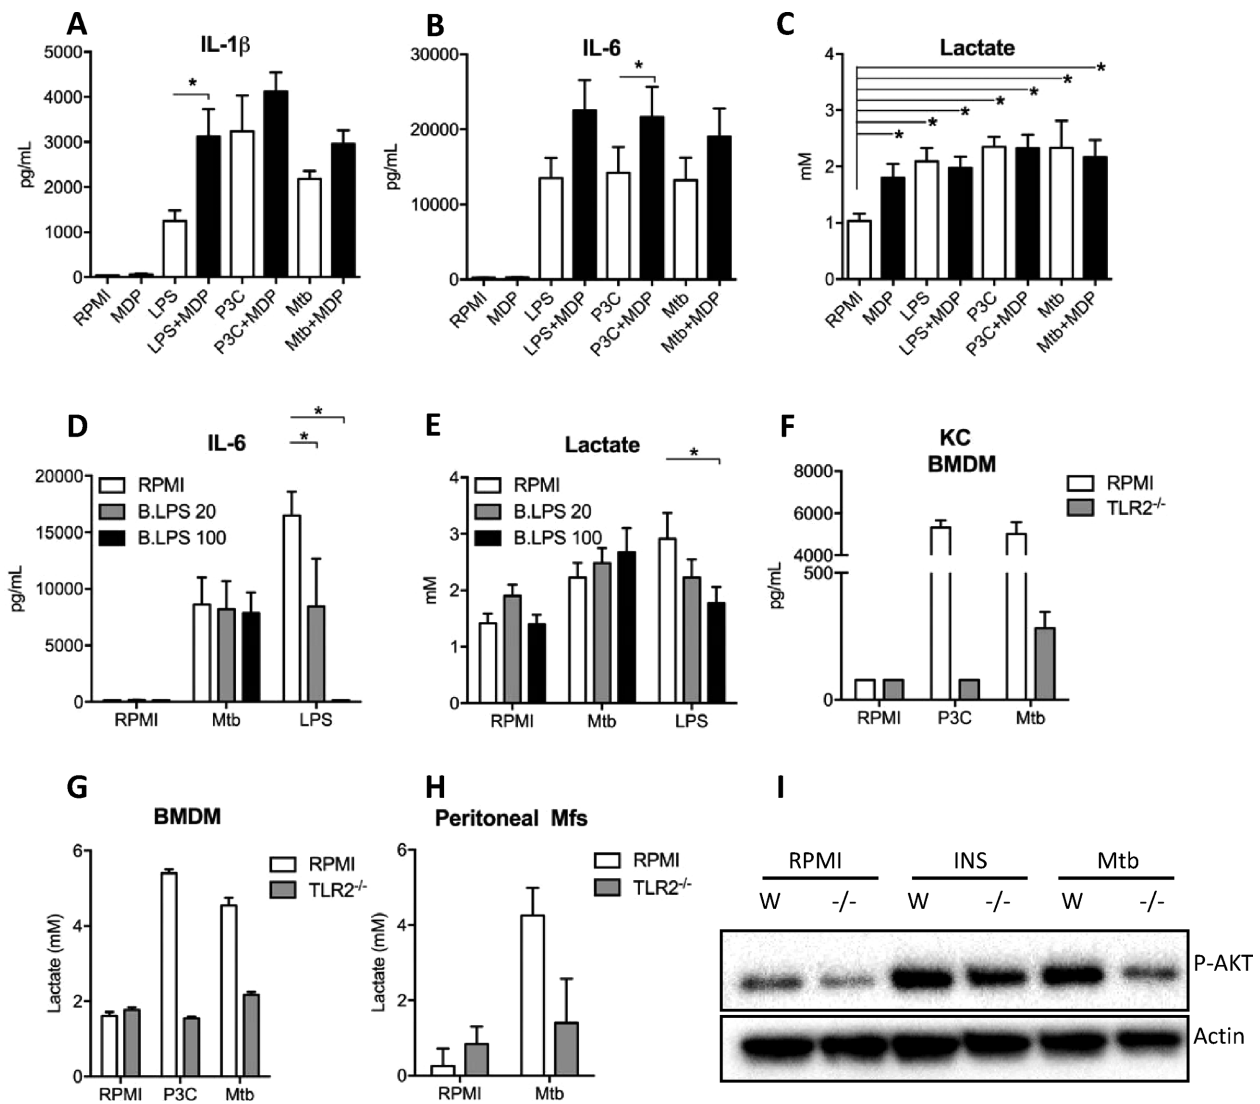 A
IL-1β
pg/mL
5000
4000
3000
2000
1000
0
*
RPMI
MDP
LPS
LPS+MDP
P3C
P3C+MDP
Mtb
Mtb+MDP
B
IL-6
pg/mL
30000
20000
10000
0
*
RPMI
MDP
LPS
LPS+MDP
P3C
P3C+MDP
Mtb
Mtb+MDP
C
Lactate
mM
4
3
2
1
0
*
*
*
*
*
*
*
RPMI
MDP
LPS
LPS+MDP
P3C
P3C+MDP
Mtb
Mtb+MDP
D
IL-6
*
*
pg/mL
20000
15000
10000
5000
0
RPMI
B.LPS 20
B.LPS 100
RPMI Mtb LPS
E
Lactate
*
mM
4
3
2
1
0
RPMI
B.LPS 20
B.LPS 100
RPMI Mtb LPS
F
KC
BMDM
pg/mL
8000
6000
4000
500
0
RPMI
TLR2-/-
RPMI P3C Mtb
G
BMDM
Lactate (mM)
6
4
2
0
RPMI
TLR2-/-
RPMI P3C Mtb
H
Peritoneal Mfs
Lactate (mM)
6
4
2
0
RPMI
TLR2-/-
RPMI Mtb
I
RPMI INS Mtb
W -/- W -/- W -/-
P-AKT
Actin